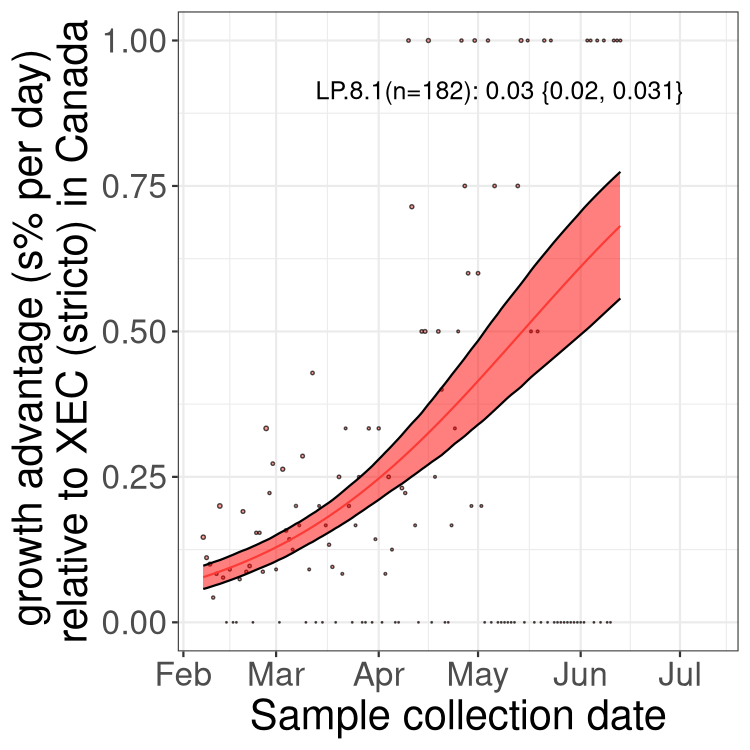 growth advantage (s% per day)
relative to XEC (stricto) in Canada
1.00
0.75
0.50
0.25
0.00
LP.8.1(n=182): 0.03 {0.02, 0.031}
Feb Mar Apr May Jun Jul
Sample collection date